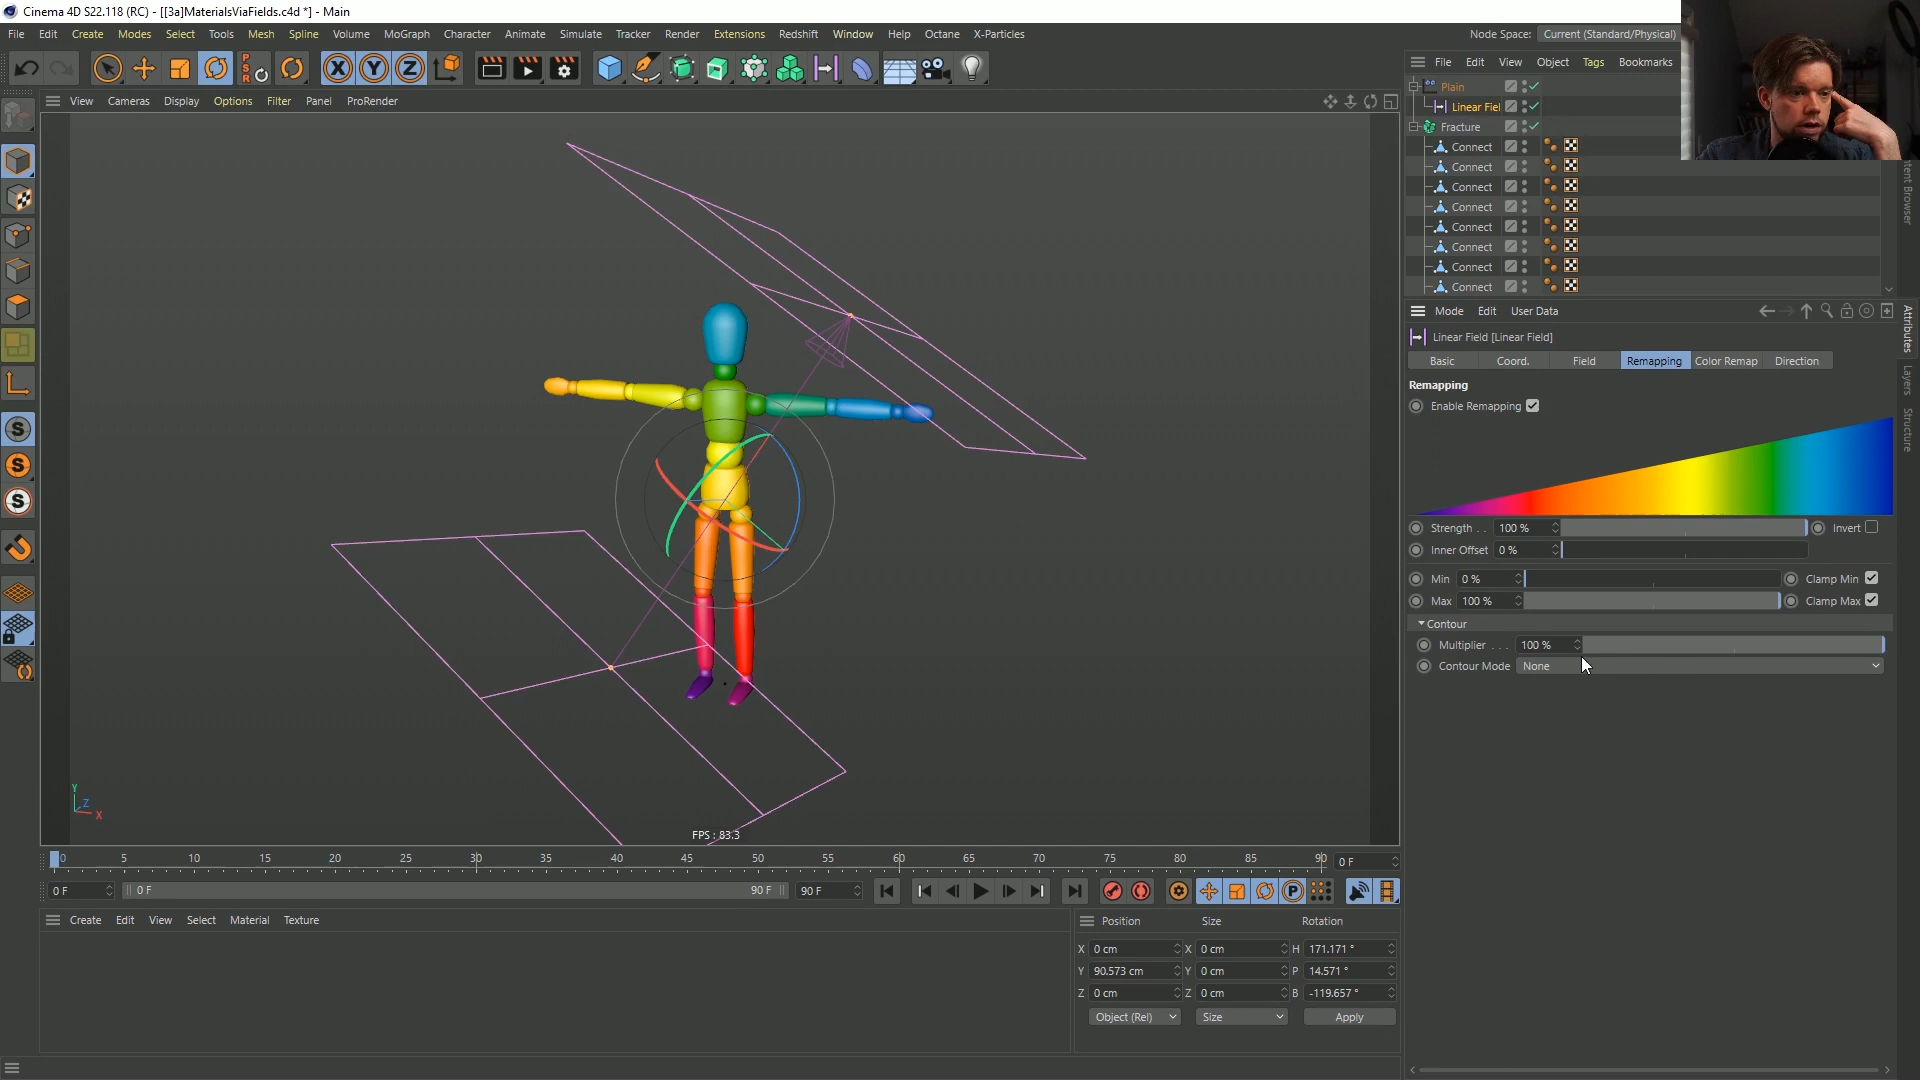 Cinema 4D S22.118 (RC) - [[3a]MaterialsViaFields.c4d *] - Main
File Edit Create Modes Select Tools Mesh Spline Volume MoGraph Character Animate Simulate Tracker Render Extensions Redshift Window Help Octane X-Particles
Node Space: Current (Standard/Physical)
X Y Z
PSR
File Edit View Object Tags Bookmarks
View Cameras Display Options Filter Panel ProRender
Plain
Linear Fiel
Fracture
Connect
Connect
Connect
Connect
Connect
Connect
Connect
Connect
Mode Edit User Data
Linear Field [Linear Field]
Basic Coord. Field Remapping Color Remap Direction
Remapping
Enable Remapping
Strength . . 100 % Invert
Inner Offset 0 %
Min 0 % Clamp Min
Max 100 % Clamp Max
Contour
Multiplier . . . 100 %
Contour Mode None
Attributes
Layers
Structure
S
S
S
Y
Z
X
FPS : 83.3
0 5 10 15 20 25 30 35 40 45 50 55 60 65 70 75 80 85 90 0 F
0 F 0 F 90 F 90 F
P
Create Edit View Select Material Texture
Position Size Rotation
X 0 cm X 0 cm H 171.171 °
Y 90.573 cm Y 0 cm P 14.571 °
Z 0 cm Z 0 cm B -119.657 °
Object (Rel) Size Apply